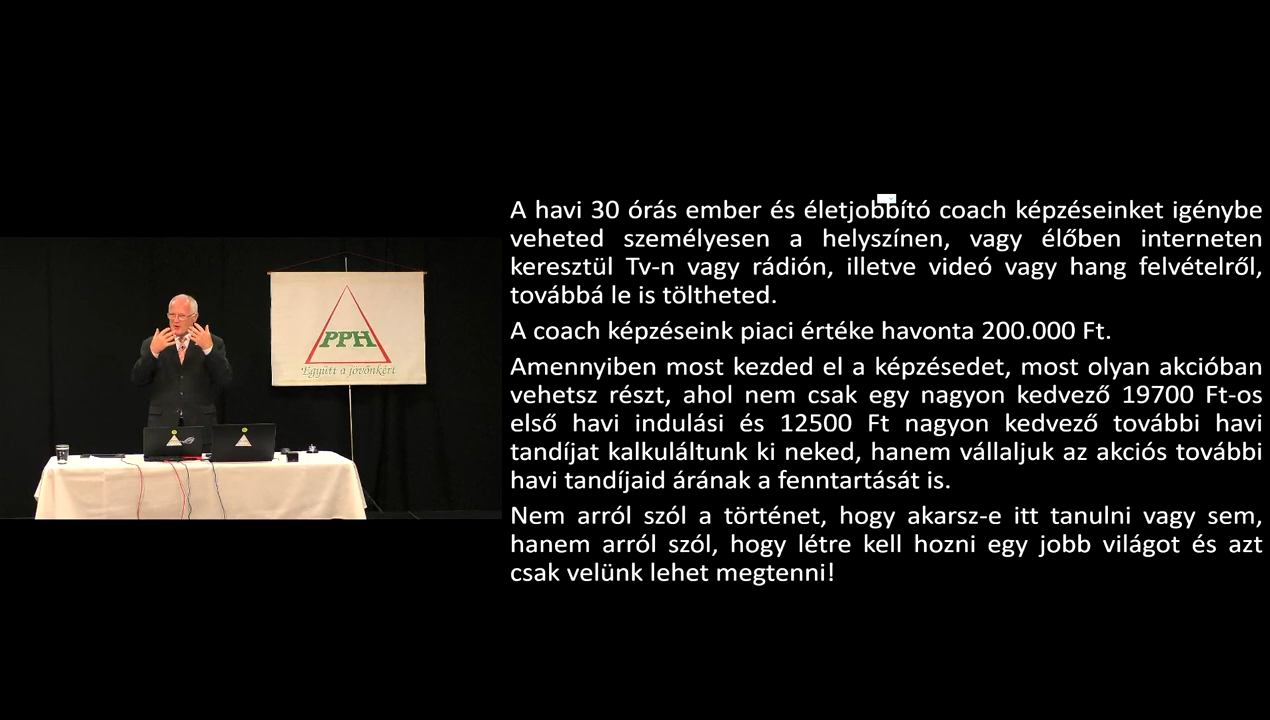 A havi 30 órás ember és életjobbító coach képzéseinket igénybe
veheted személyesen a helyszínen, vagy élőben interneten
keresztül Tv-n vagy rádión, illetve videó vagy hang felvételről,
továbbá le is töltheted.
A coach képzéseink piaci értéke havonta 200.000 Ft.
Amennyiben most kezded el a képzésedet, most olyan akcióban
vehetsz részt, ahol nem csak egy nagyon kedvező 19700 Ft-os
első havi indulási és 12500 Ft nagyon kedvező további havi
tandíjat kalkuláltunk ki neked, hanem vállaljuk az akciós további
havi tandíjaid árának a fenntartását is.
Nem arról szól a történet, hogy akarsz-e itt tanulni vagy sem,
hanem arról szól, hogy létre kell hozni egy jobb világot és azt
csak velünk lehet megtenni!
PPH
Együtt a jövőnkért